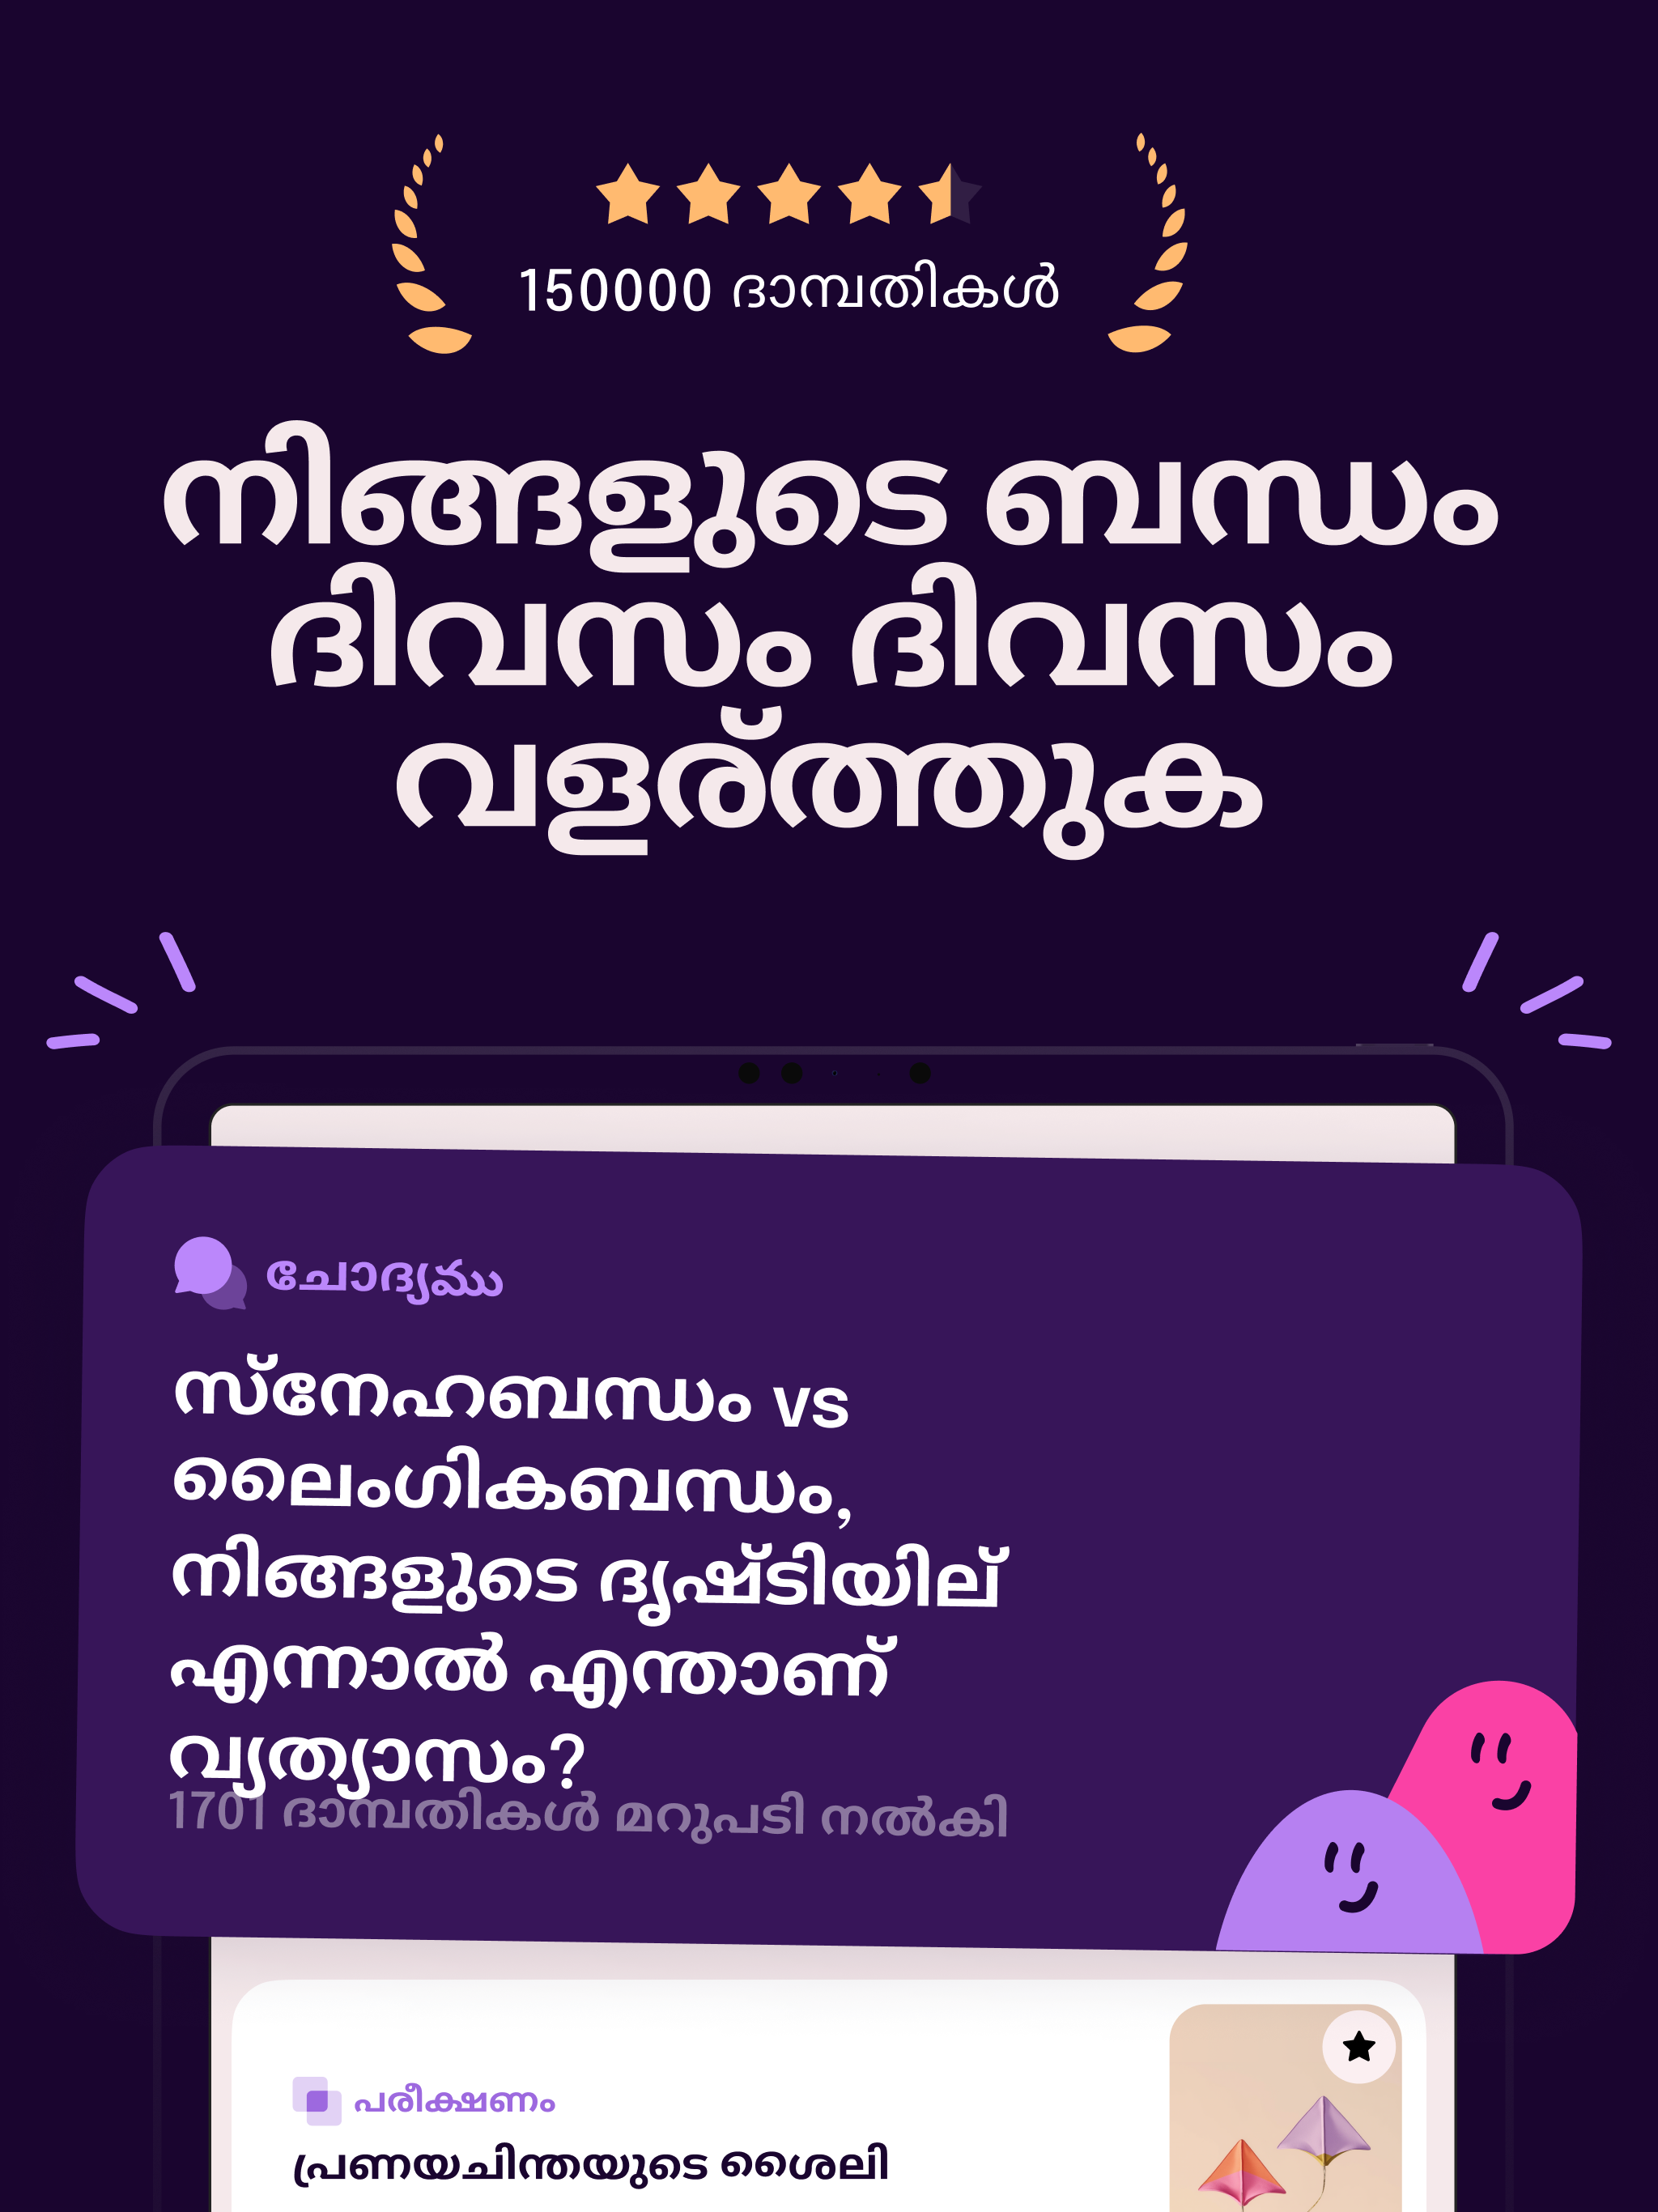 150000 ദാമ്പതികൾ
നിങ്ങളുടെ ബന്ധം
ദിവസം ദിവസം
വളര്ത്തുക
ചോദ്യമു
സ്നേഹബന്ധം vs
ലൈംഗികബന്ധം,
നിങ്ങളുടെ ദൃഷ്ടിയില്
എന്നാൽ എന്താണ്
വ്യത്യാസം?
1701 ദാമ്പതികൾ മറുപടി നൽകി
പരീക്ഷണം
പ്രണയചിന്തയുടെ ശൈലി